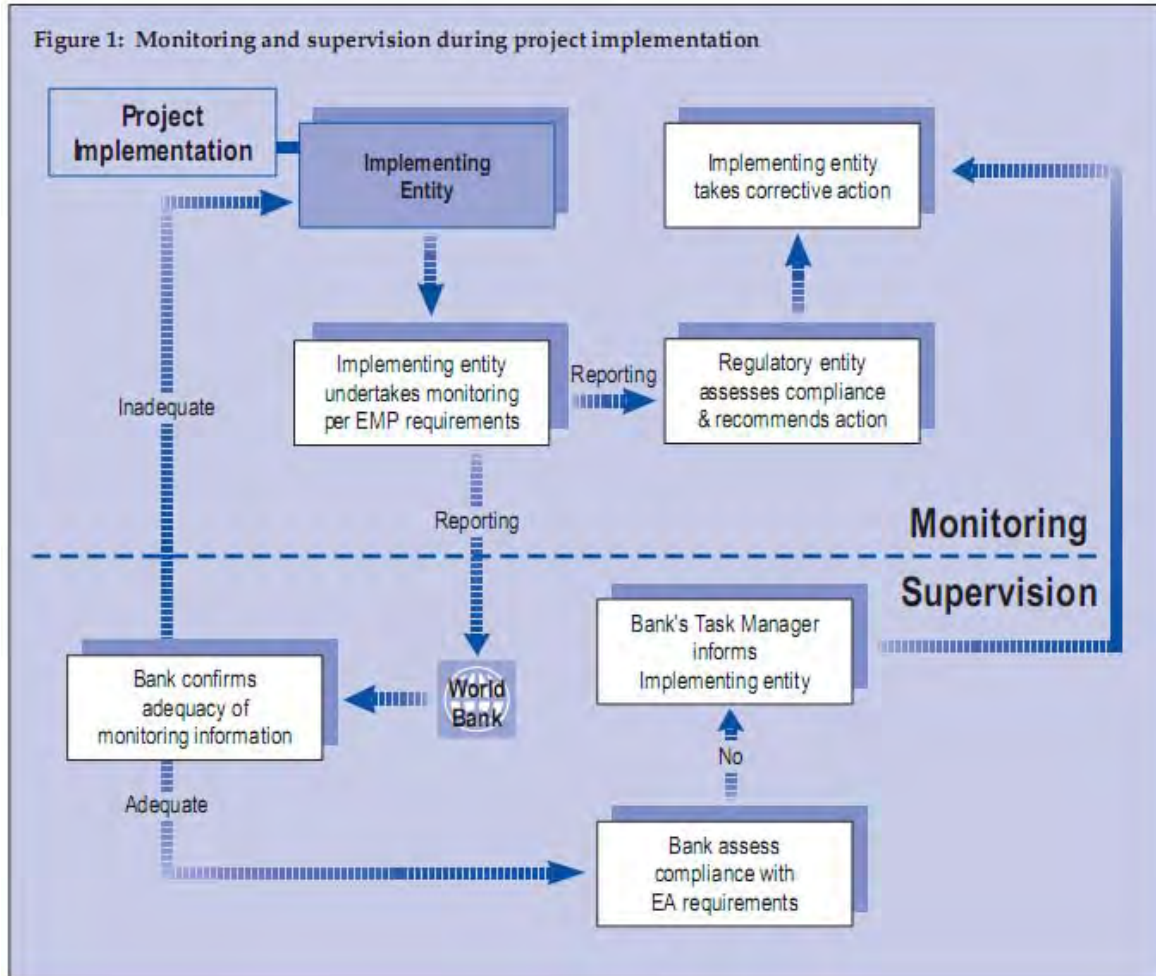 Figure 1: Monitoring and supervision during project implementation
Project
Implementation
Implementing
Entity
Implementing entity
takes corrective action
Implementing entity
undertakes monitoring
per EMP requirements
Reporting
Regulatory entity
assesses compliance
& recommends action
Inadequate
Reporting
Monitoring
Supervision
Bank confirms
adequacy of
monitoring information
World
Bank
Bank's Task Manager
informs
Implementing entity
No
Adequate
Bank assess
compliance with
EA requirements